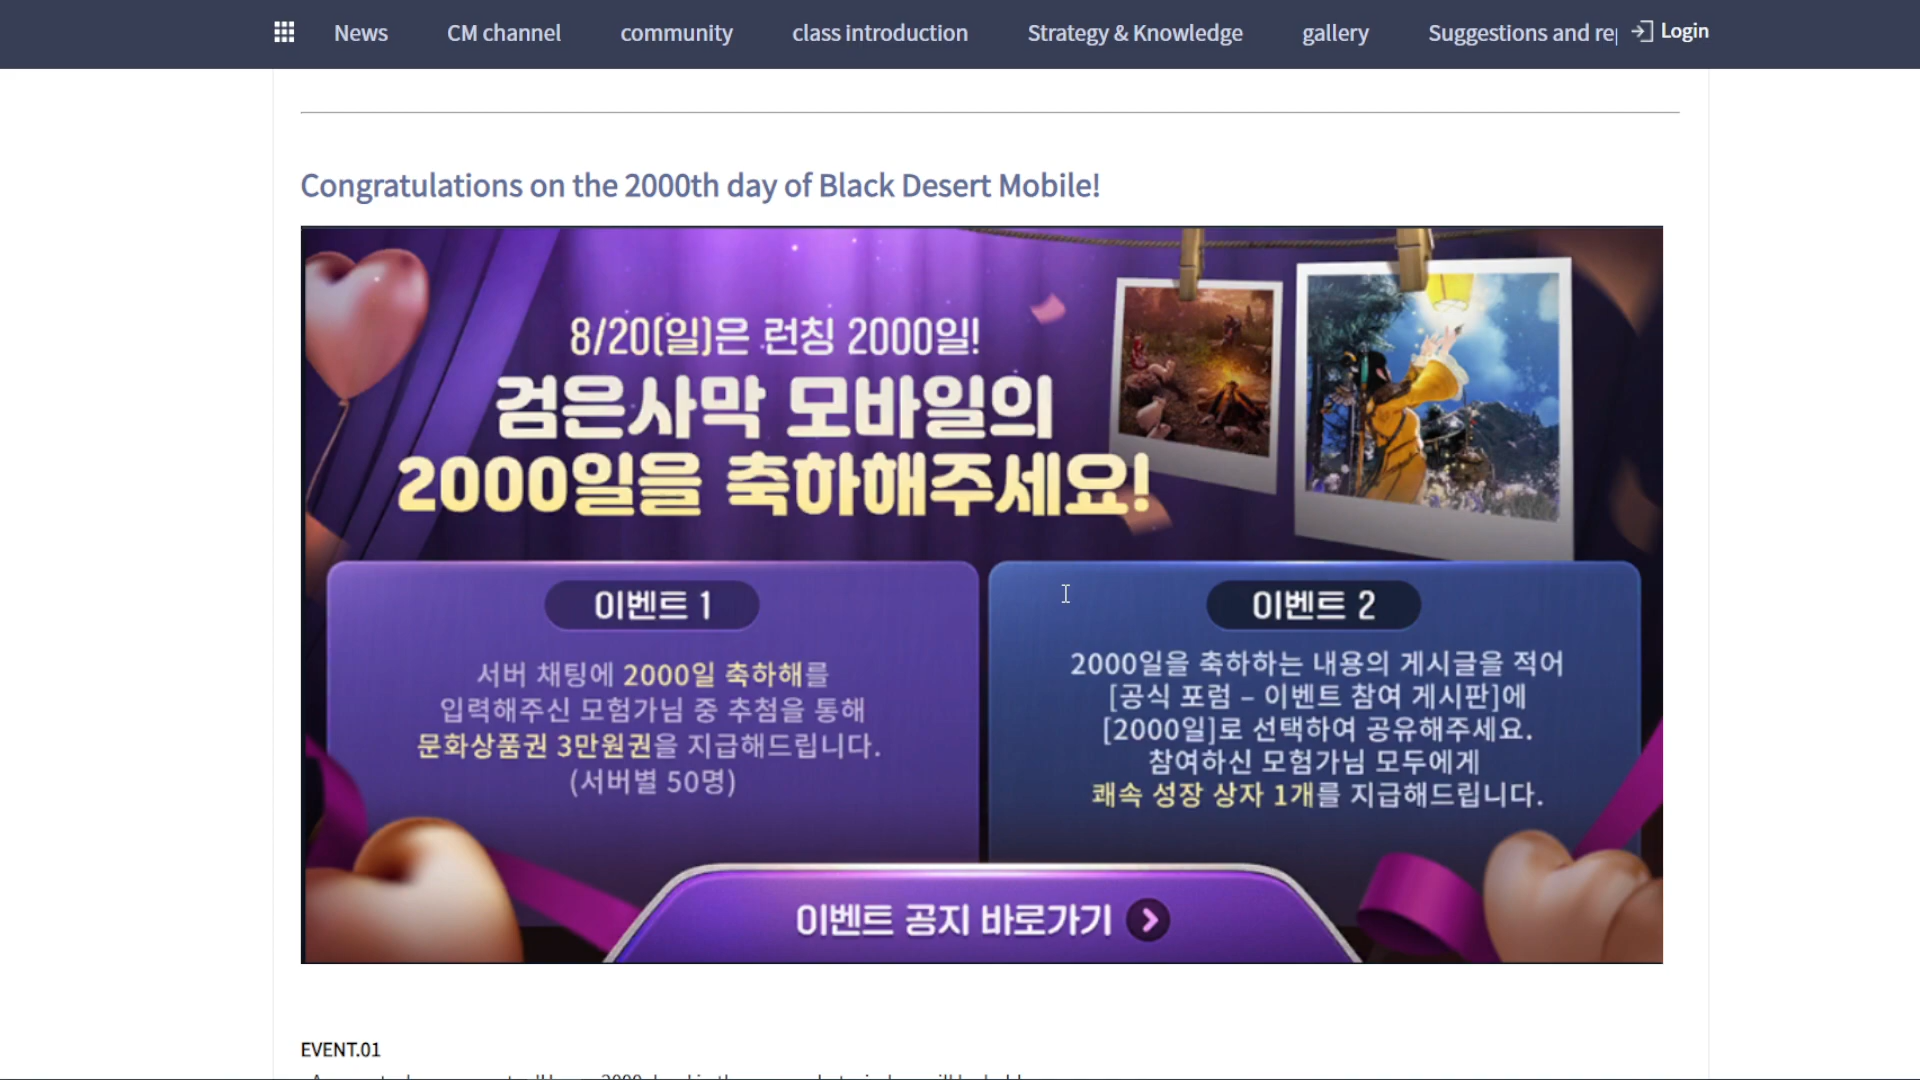 News CM channel community class introduction Strategy & Knowledge gallery Suggestions and re Login
Congratulations on the 2000th day of Black Desert Mobile!
8/20(일)은 런칭 2000일!
검은사막 모바일의
2000일을 축하해주세요!
이벤트 1
서버 채팅에 2000일 축하해를
입력해주신 모험가님 중 추첨을 통해
문화상품권 3만원권을 지급해드립니다.
(서버별 50명)
이벤트 2
2000일을 축하하는 내용의 게시글을 적어
[공식 포럼 – 이벤트 참여 게시판]에
[2000일]로 선택하여 공유해주세요.
참여하신 모험가님 모두에게
쾌속 성장 상자 1개를 지급해드립니다.
이벤트 공지 바로가기
EVENT.01